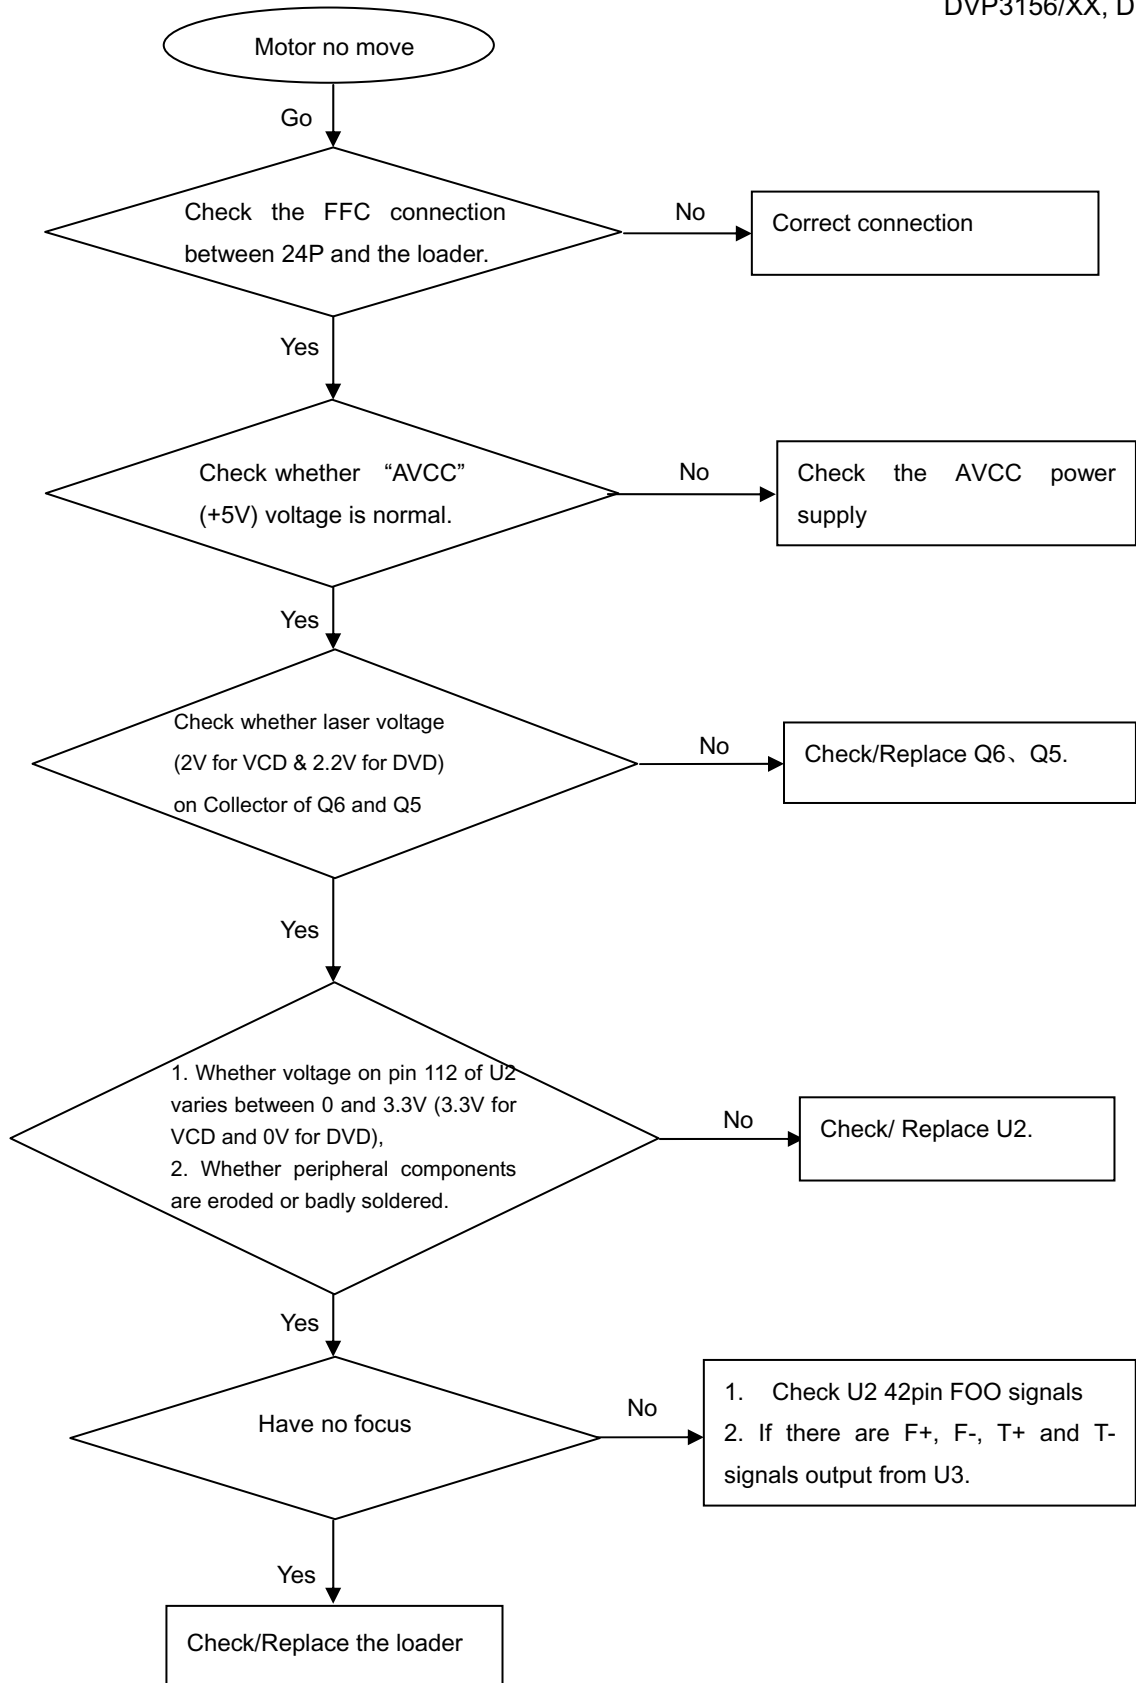 DVP3156/XX, D
Motor no move
Go
Check the FFC connection
between 24P and the loader.
No
Correct connection
Yes
Check whether “AVCC”
(+5V) voltage is normal.
No
Check the AVCC power
supply
Yes
Check whether laser voltage
(2V for VCD & 2.2V for DVD)
on Collector of Q6 and Q5
No
Check/Replace Q6、Q5.
Yes
1. Whether voltage on pin 112 of U2
varies between 0 and 3.3V (3.3V for
VCD and 0V for DVD),
2. Whether peripheral components
are eroded or badly soldered.
No
Check/ Replace U2.
Yes
Have no focus
No
1. Check U2 42pin FOO signals
2. If there are F+, F-, T+ and T-
signals output from U3.
Yes
Check/Replace the loader